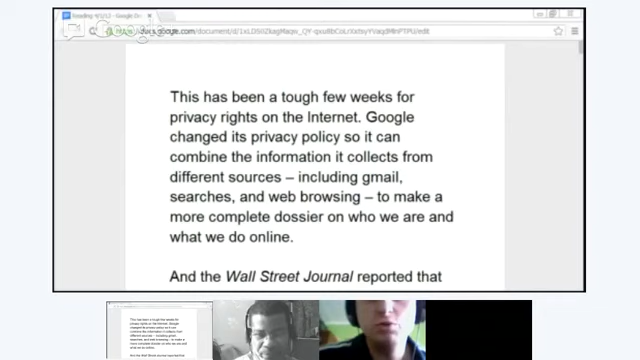 This has been a tough few weeks for
privacy rights on the Internet. Google
changed its privacy policy so it can
combine the information it collects from
different sources – including gmail,
searches, and web browsing – to make a
more complete dossier on who we are and
what we do online.
And the Wall Street Journal reported that